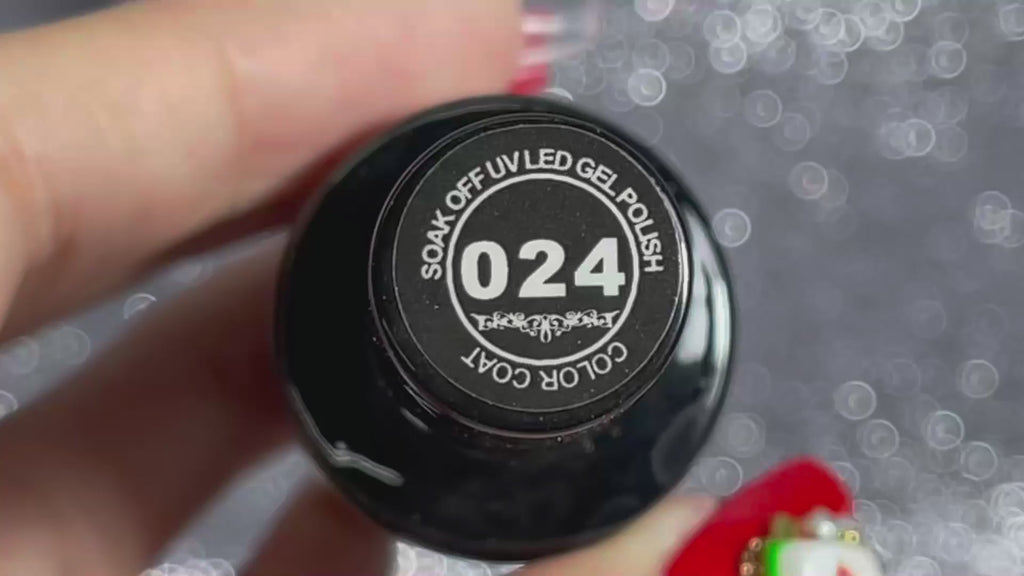 SOAK OFF UV LED GEL POLISH
024
COLOR COAT